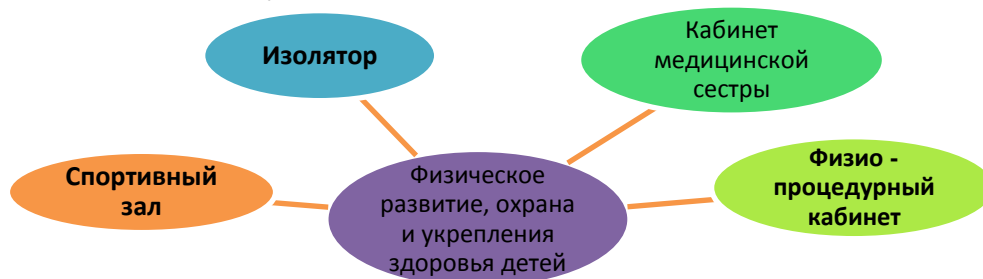 Изолятор
Кабинет
медицинской
сестры
Спортивный
зал
Физическое
развитие, охрана
и укрепления
здоровья детей
Физио -
процедурный
кабинет